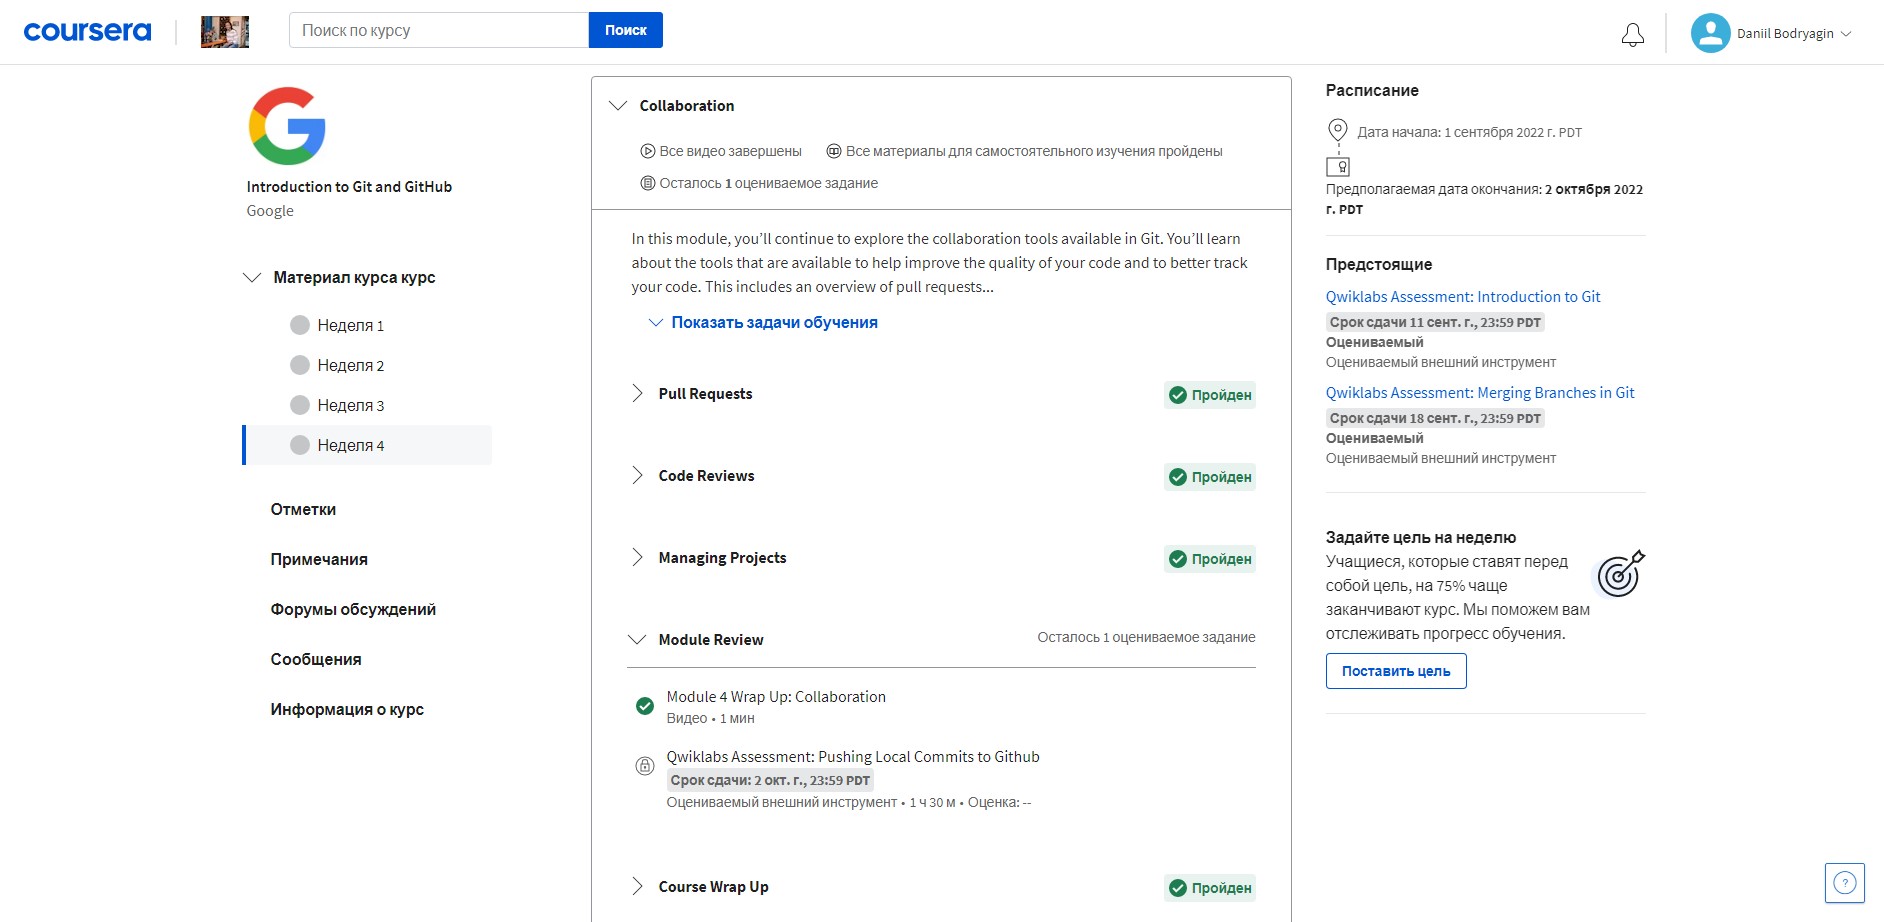 coursera
Поиск по курсу
Поиск
Daniil Bodryagin
Introduction to Git and GitHub
Google
Материал курса курс
Неделя 1
Неделя 2
Неделя 3
Неделя 4
Отметки
Примечания
Форумы обсуждений
Сообщения
Информация о курс
Collaboration
Все видео завершены
Все материалы для самостоятельного изучения пройдены
Осталось 1 оцениваемое задание
In this module, you’ll continue to explore the collaboration tools available in Git. You’ll learn
about the tools that are available to help improve the quality of your code and to better track
your code. This includes an overview of pull requests...
Показать задачи обучения
Pull Requests
Пройден
Code Reviews
Пройден
Managing Projects
Пройден
Module Review
Осталось 1 оцениваемое задание
Module 4 Wrap Up: Collaboration
Видео • 1 мин
Qwiklabs Assessment: Pushing Local Commits to Github
Срок сдачи: 2 окт. г., 23:59 PDT
Оцениваемый внешний инструмент • 1 ч 30 м • Оценка: --
Course Wrap Up
Пройден
Расписание
Дата начала: 1 сентября 2022 г. PDT
Предполагаемая дата окончания: 2 октября 2022
г. PDT
Предстоящие
Qwiklabs Assessment: Introduction to Git
Срок сдачи 11 сент. г., 23:59 PDT
Оцениваемый
Оцениваемый внешний инструмент
Qwiklabs Assessment: Merging Branches in Git
Срок сдачи 18 сент. г., 23:59 PDT
Оцениваемый
Оцениваемый внешний инструмент
Задайте цель на неделю
Учащиеся, которые ставят перед
собой цель, на 75% чаще
заканчивают курс. Мы поможем вам
отслеживать прогресс обучения.
Поставить цель
?